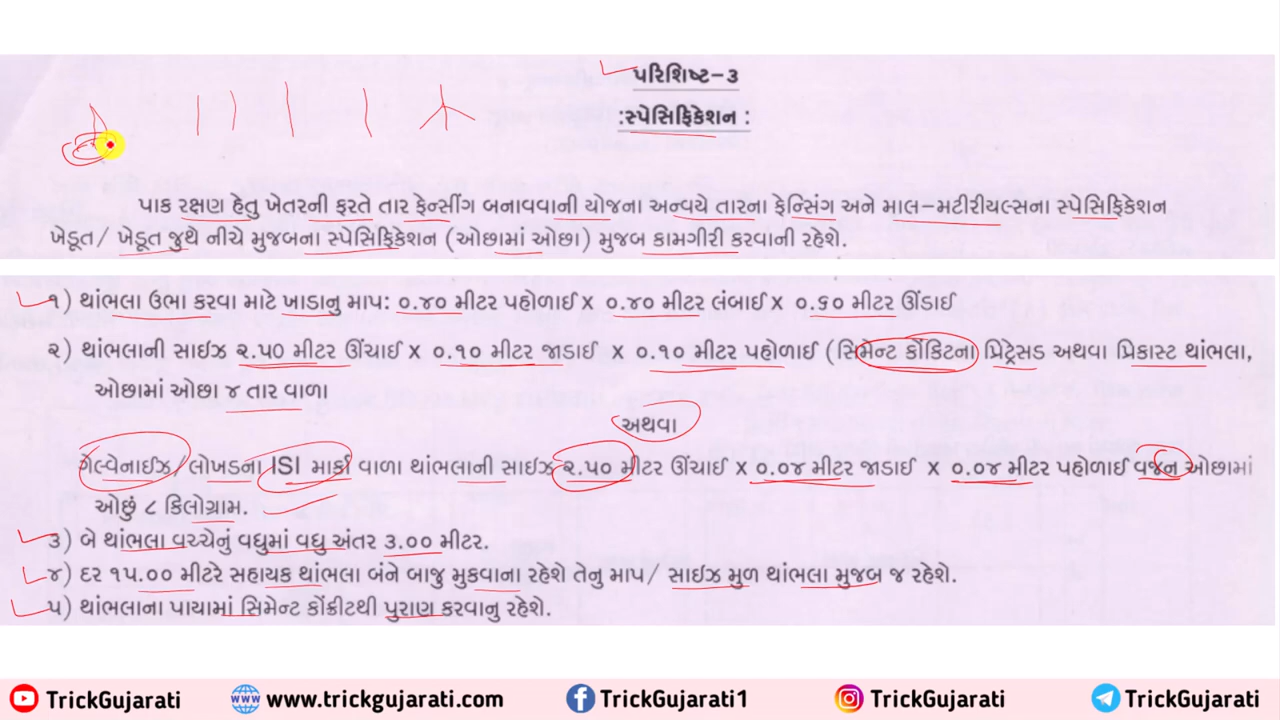 પરિશિષ્ટ-૩
:સ્પેસિફિકેશન :
પાક રક્ષણ હેતુ ખેતરની ફરતે તાર ફેન્સીંગ બનાવવાની યોજના અન્વયે તારના ફેન્સિંગ અને માલ-મટીરીયલ્સના સ્પેસિફિકેશન
ખેડૂત/ ખેડૂત જુથે નીચે મુજબના સ્પેસિફિકેશન (ઓછામાં ઓછા) મુજબ કામગીરી કરવાની રહેશે.
૧) થાંભલા ઉભા કરવા માટે ખાડાનુ માપ: ૦.૪૦ મીટર પહોળાઈ X ૦.૪૦ મીટર લંબાઈ X ૦.૬૦ મીટર ઊંડાઈ
૨) થાંભલાની સાઈઝ ૨.૫૦ મીટર ઊંચાઈ X ૦.૧૦ મીટર જાડાઈ X ૦.૧૦ મીટર પહોળાઈ (સિમેન્ટ કોંકિટના પ્રિટ્રેસડ અથવા પ્રિકાસ્ટ થાંભલા,
ઓછામાં ઓછા ૪ તાર વાળા
અથવા
ગેલ્વેનાઈઝ/લોખડના ISI માર્કા વાળા થાંભલાની સાઈઝ ૨.૫૦ મીટર ઊંચાઈ X ૦.૦૪ મીટર જાડાઈ X ૦.૦૪ મીટર પહોળાઈ વજન ઓછામાં
ઓછું ૮ કિલોગ્રામ.
૩) બે થાંભલા વચ્ચેનું વધુમાં વધુ અંતર ૩.૦૦ મીટર.
૪) દર ૧૫.૦૦ મીટરે સહાયક થાંભલા બંને બાજુ મુકવાના રહેશે તેનુ માપ/ સાઈઝ મુળ થાંભલા મુજબ જ રહેશે.
૫) થાંભલાના પાયામાં સિમેન્ટ કોંક્રીટથી પુરાણ કરવાનુ રહેશે.
TrickGujarati www.trickgujarati.com TrickGujarati1 TrickGujarati TrickGujarati